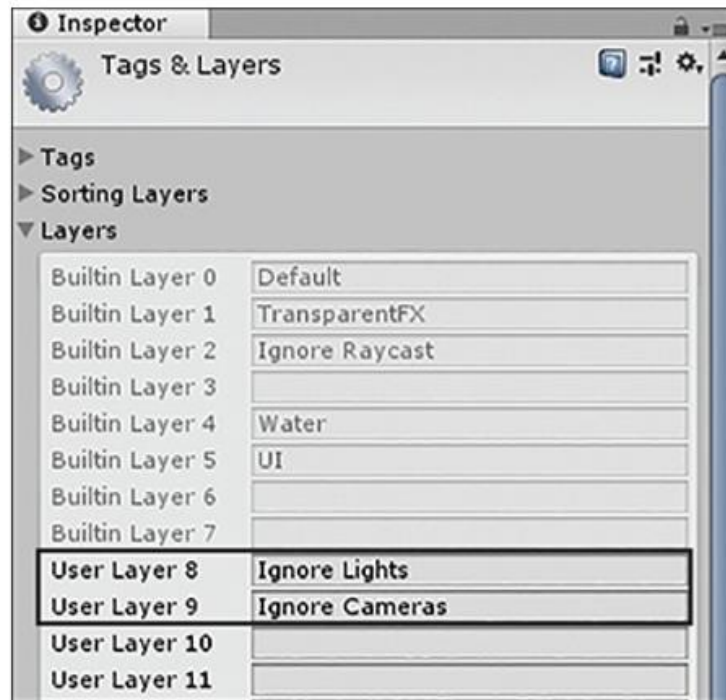 Inspector
Tags & Layers
Tags
Sorting Layers
Layers
Builtin Layer 0 Default
Builtin Layer 1 TransparentFX
Builtin Layer 2 Ignore Raycast
Builtin Layer 3
Builtin Layer 4 Water
Builtin Layer 5 UI
Builtin Layer 6
Builtin Layer 7
User Layer 8 Ignore Lights
User Layer 9 Ignore Cameras
User Layer 10
User Layer 11